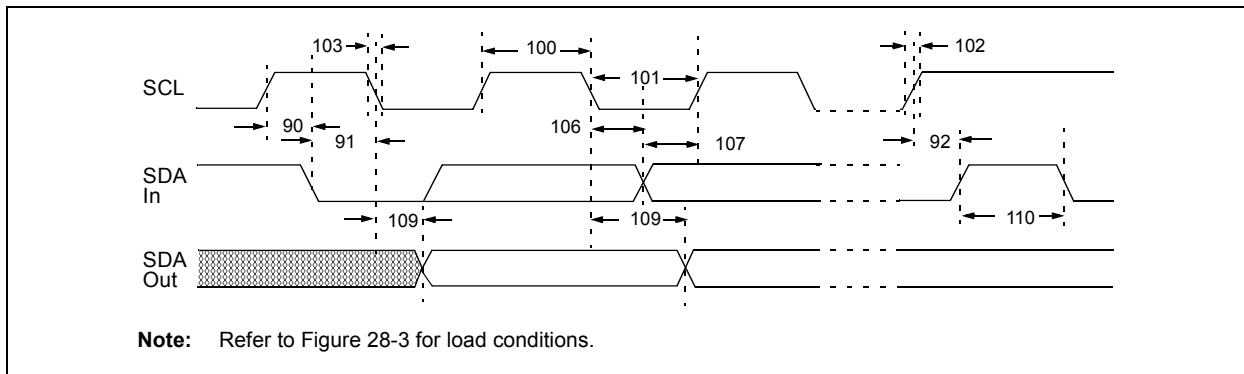 103
100
102
SCL
101
90
91
106
107
92
SDA
In
109
109
110
SDA
Out
Note: Refer to Figure 28-3 for load conditions.